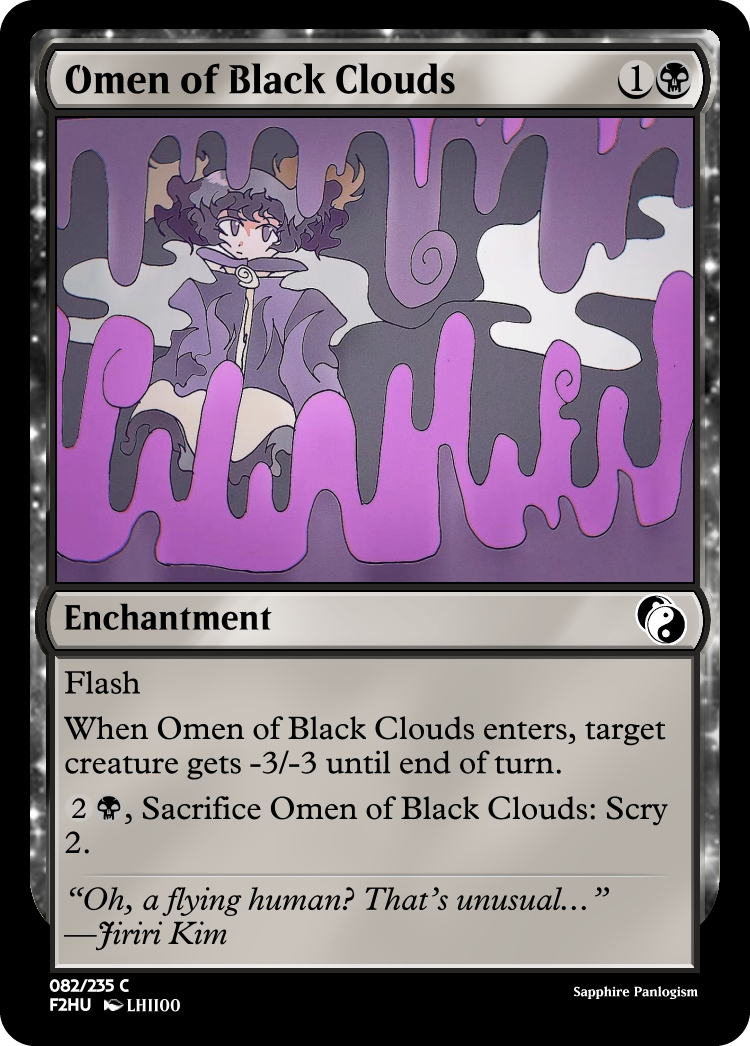 Omen of Black Clouds 1
Enchantment
Flash
When Omen of Black Clouds enters, target
creature gets -3/-3 until end of turn.
2 , Sacrifice Omen of Black Clouds: Scry
2.
“Oh, a flying human? That’s unusual…”
—Jiriri Kim
082/235 C
F2HU LHII00
Sapphire Panlogism